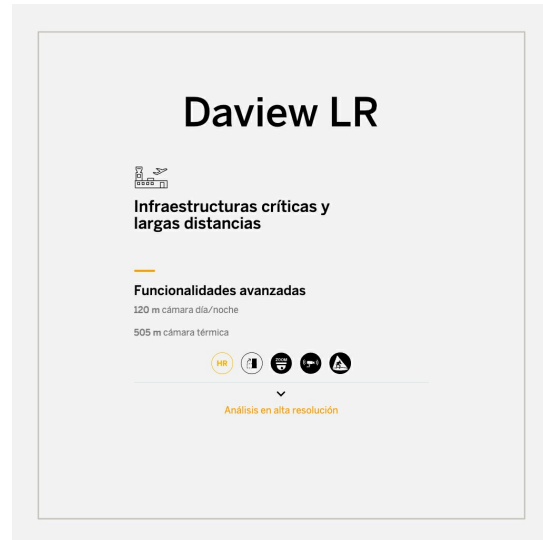 Daview LR
Infraestructuras críticas y
largas distancias
Funcionalidades avanzadas
120 m cámara día/noche
505 m cámara térmica
HR
ZOOM
Análisis en alta resolución